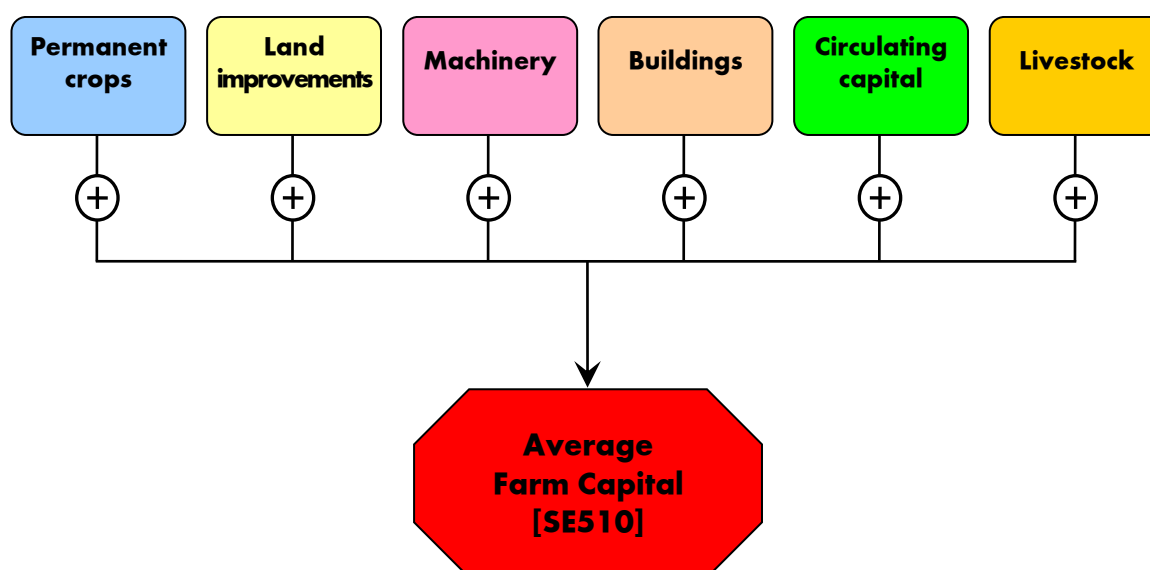 Permanent
crops
Land
improvements
Machinery
Buildings
Circulating
capital
Livestock
+
+
+
+
+
+
Average
Farm Capital
[SE510]